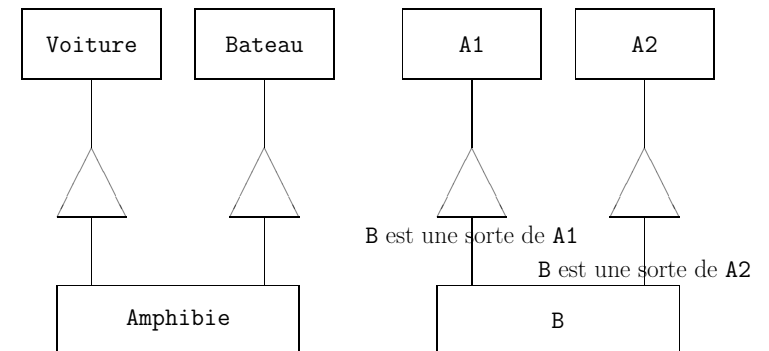 Voiture
Bateau
A1
A2
B est une sorte de A1
B est une sorte de A2
Amphibie
B